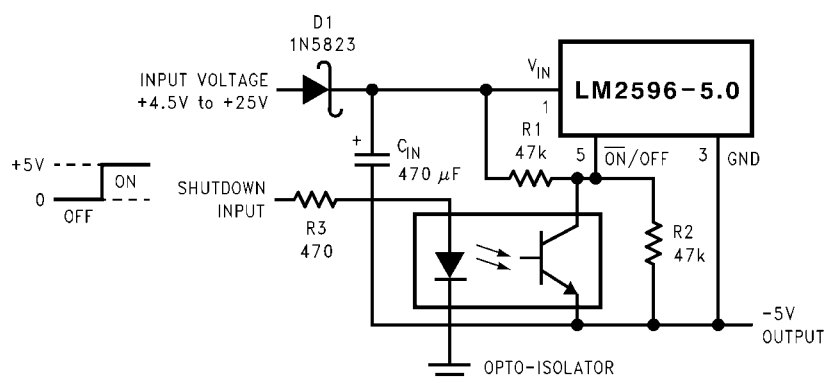 D1
1N5823
INPUT VOLTAGE
+4.5V to +25V
V_IN
1
LM2596-5.0
R1
47k
5
ON/OFF
3
GND
+
C_IN
470 μF
+5V
ON
0
OFF
SHUTDOWN
INPUT
R3
470
R2
47k
-5V
OUTPUT
OPTO-ISOLATOR